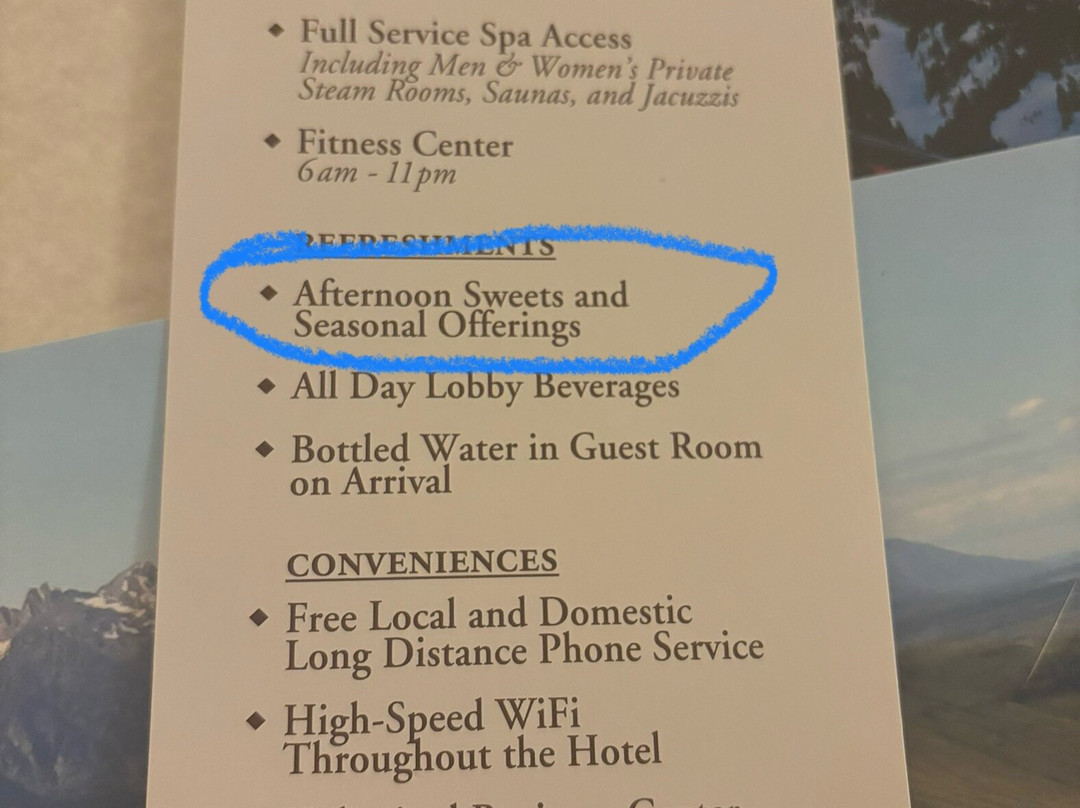 ◆ Full Service Spa Access
Including Men & Women's Private
Steam Rooms, Saunas, and Jacuzzis
◆ Fitness Center
6am - 11pm
REFRESHMENTS
◆ Afternoon Sweets and
Seasonal Offerings
◆ All Day Lobby Beverages
◆ Bottled Water in Guest Room
on Arrival
CONVENIENCES
◆ Free Local and Domestic
Long Distance Phone Service
◆ High-Speed WiFi
Throughout the Hotel